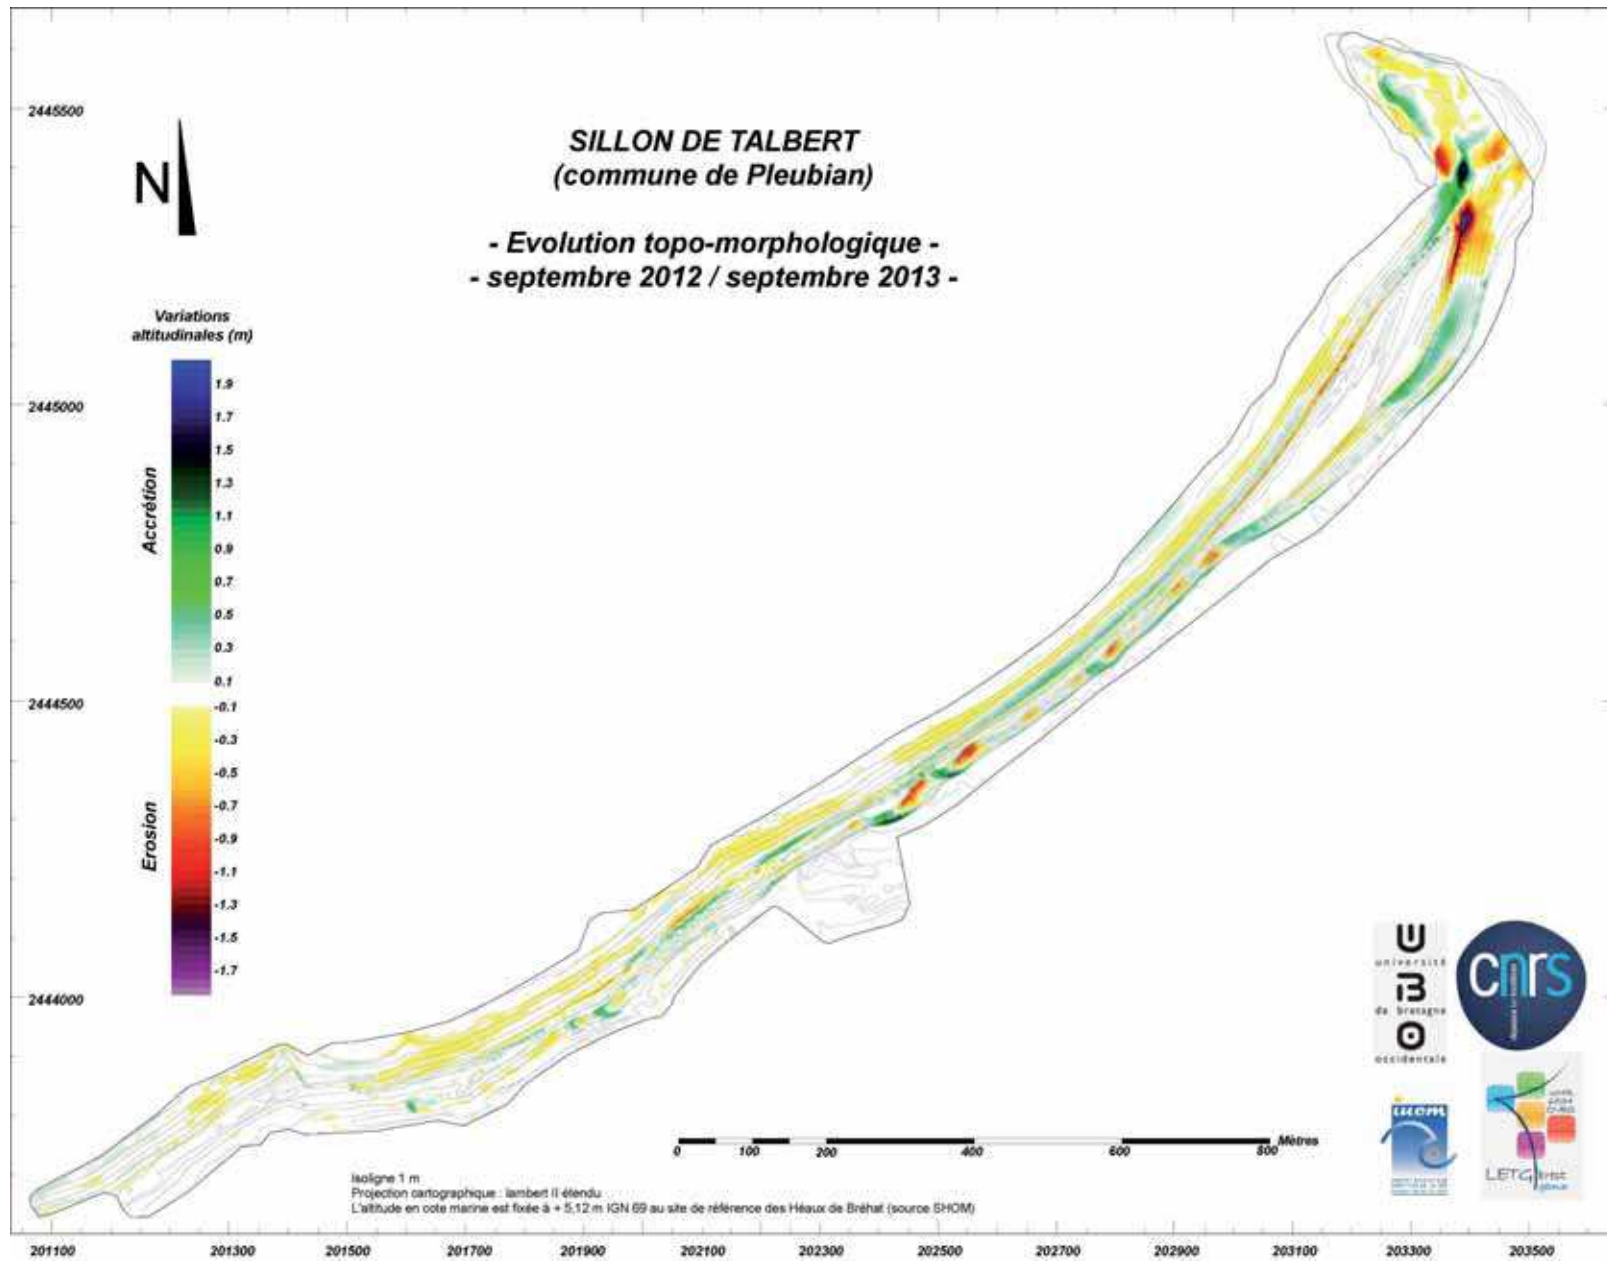 2445500
2445000
2444500
2444000
N
SILLON DE TALBERT
(commune de Pleubian)
- Evolution topo-morphologique -
- septembre 2012 / septembre 2013 -
Variations
altitudinales (m)
Accrétion
1.9
1.7
1.5
1.3
1.1
0.9
0.7
0.5
0.3
0.1
Erosion
-0.1
-0.3
-0.5
-0.7
-0.9
-1.1
-1.3
-1.5
-1.7
université
de bretagne
occidentale
cnrs
iuem
LETG
0 100 200 400 600 800 Mètres
Isoligne 1 m
Projection cartographique : lambert II étendu
L'altitude en cote marine est fixée à + 5,12 m IGN 69 au site de référence des Héaux de Bréhat (source SHOM)
201100 201300 201500 201700 201900 202100 202300 202500 202700 202900 203100 203300 203500